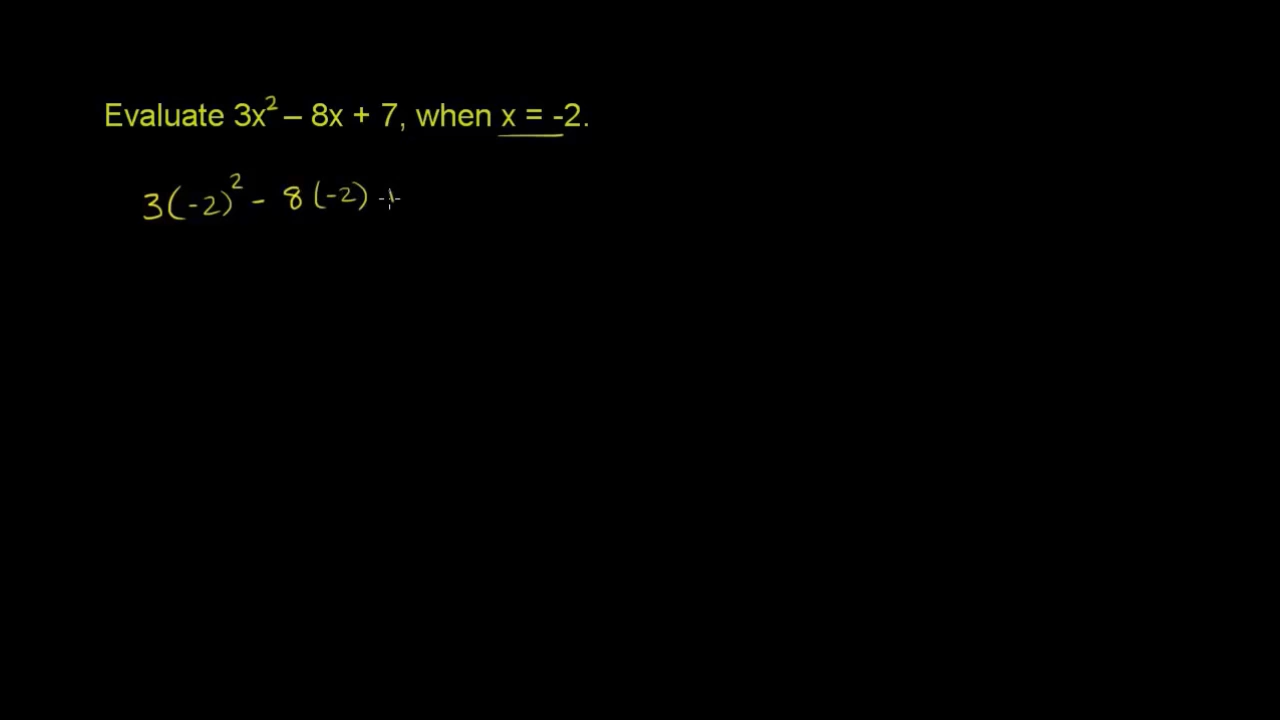 Evaluate 3x² – 8x + 7, when x = -2.
3(-2)² - 8(-2) +